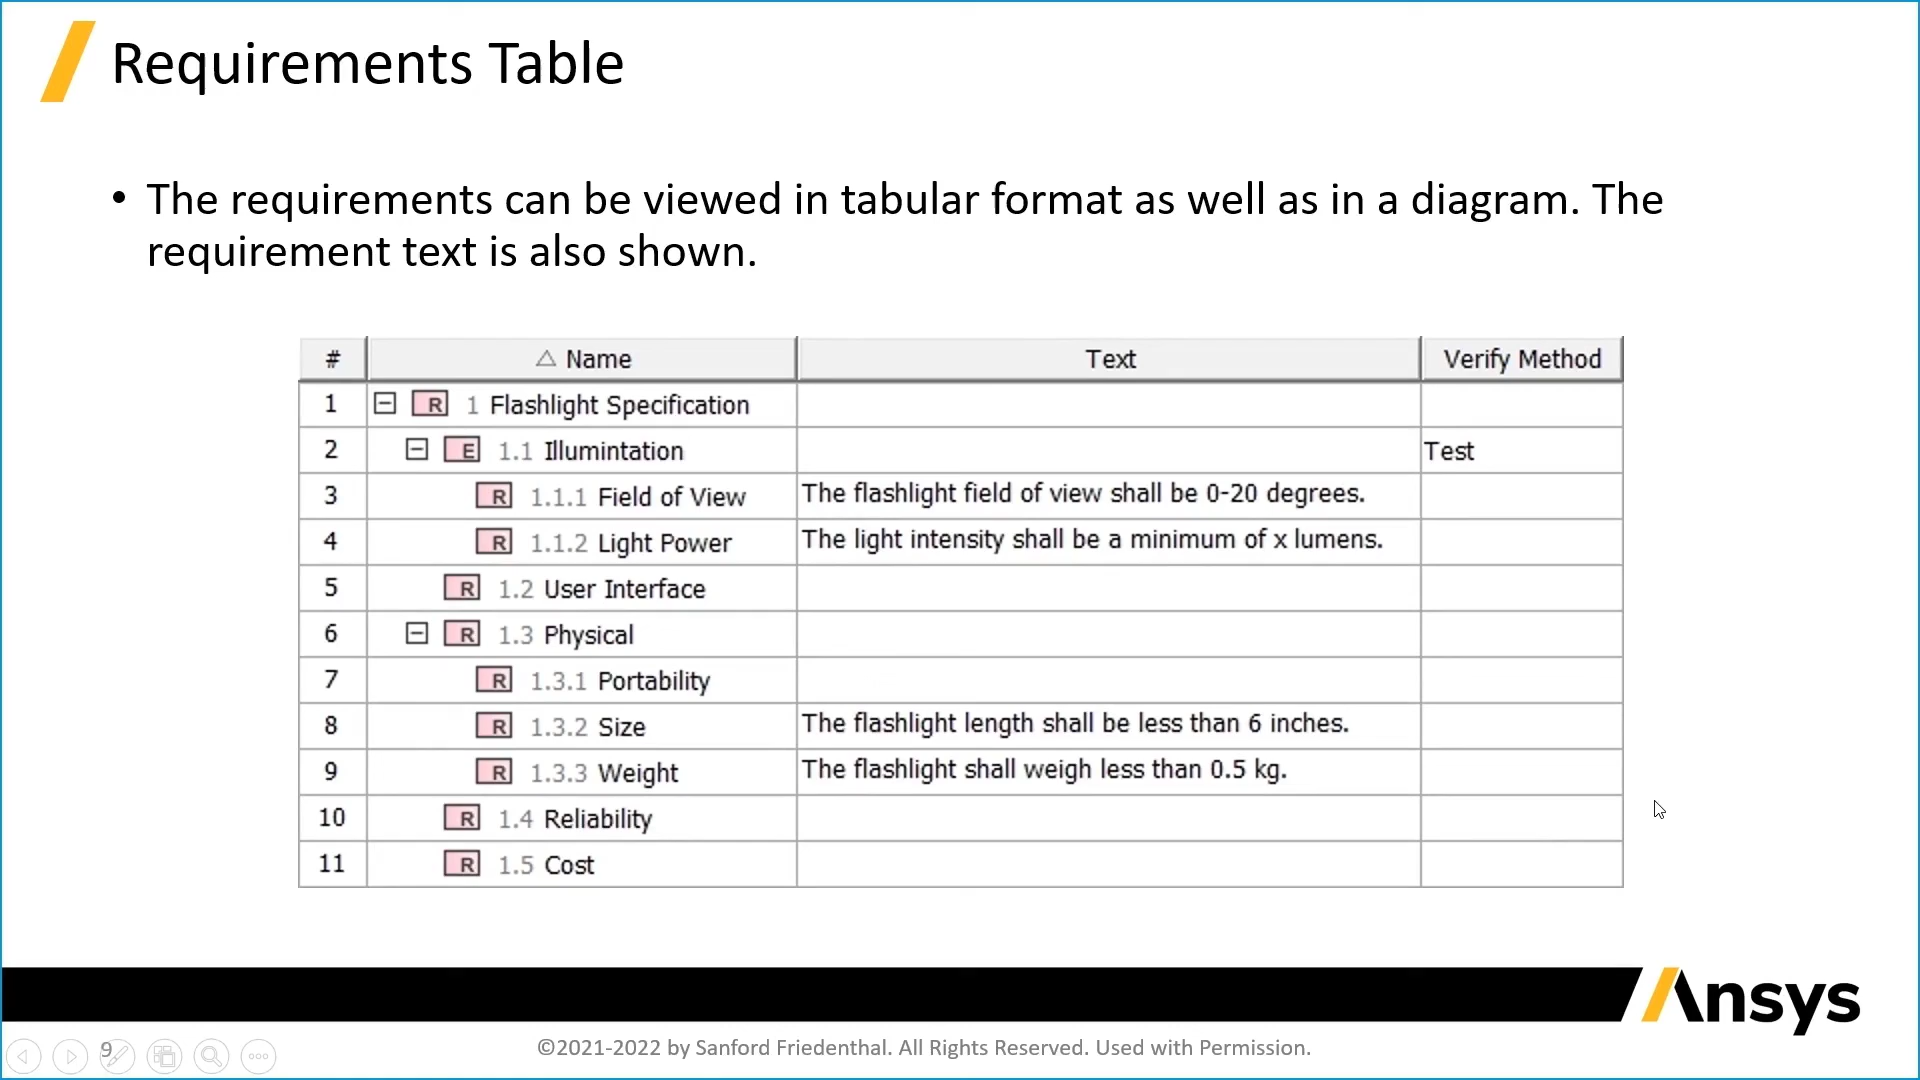 Requirements Table
• The requirements can be viewed in tabular format as well as in a diagram. The
requirement text is also shown.
# △ Name Text Verify Method
1 R 1 Flashlight Specification
2 E 1.1 Illumintation Test
3 R 1.1.1 Field of View The flashlight field of view shall be 0-20 degrees.
4 R 1.1.2 Light Power The light intensity shall be a minimum of x lumens.
5 R 1.2 User Interface
6 R 1.3 Physical
7 R 1.3.1 Portability
8 R 1.3.2 Size The flashlight length shall be less than 6 inches.
9 R 1.3.3 Weight The flashlight shall weigh less than 0.5 kg.
10 R 1.4 Reliability
11 R 1.5 Cost
Ansys
9
©2021-2022 by Sanford Friedenthal. All Rights Reserved. Used with Permission.